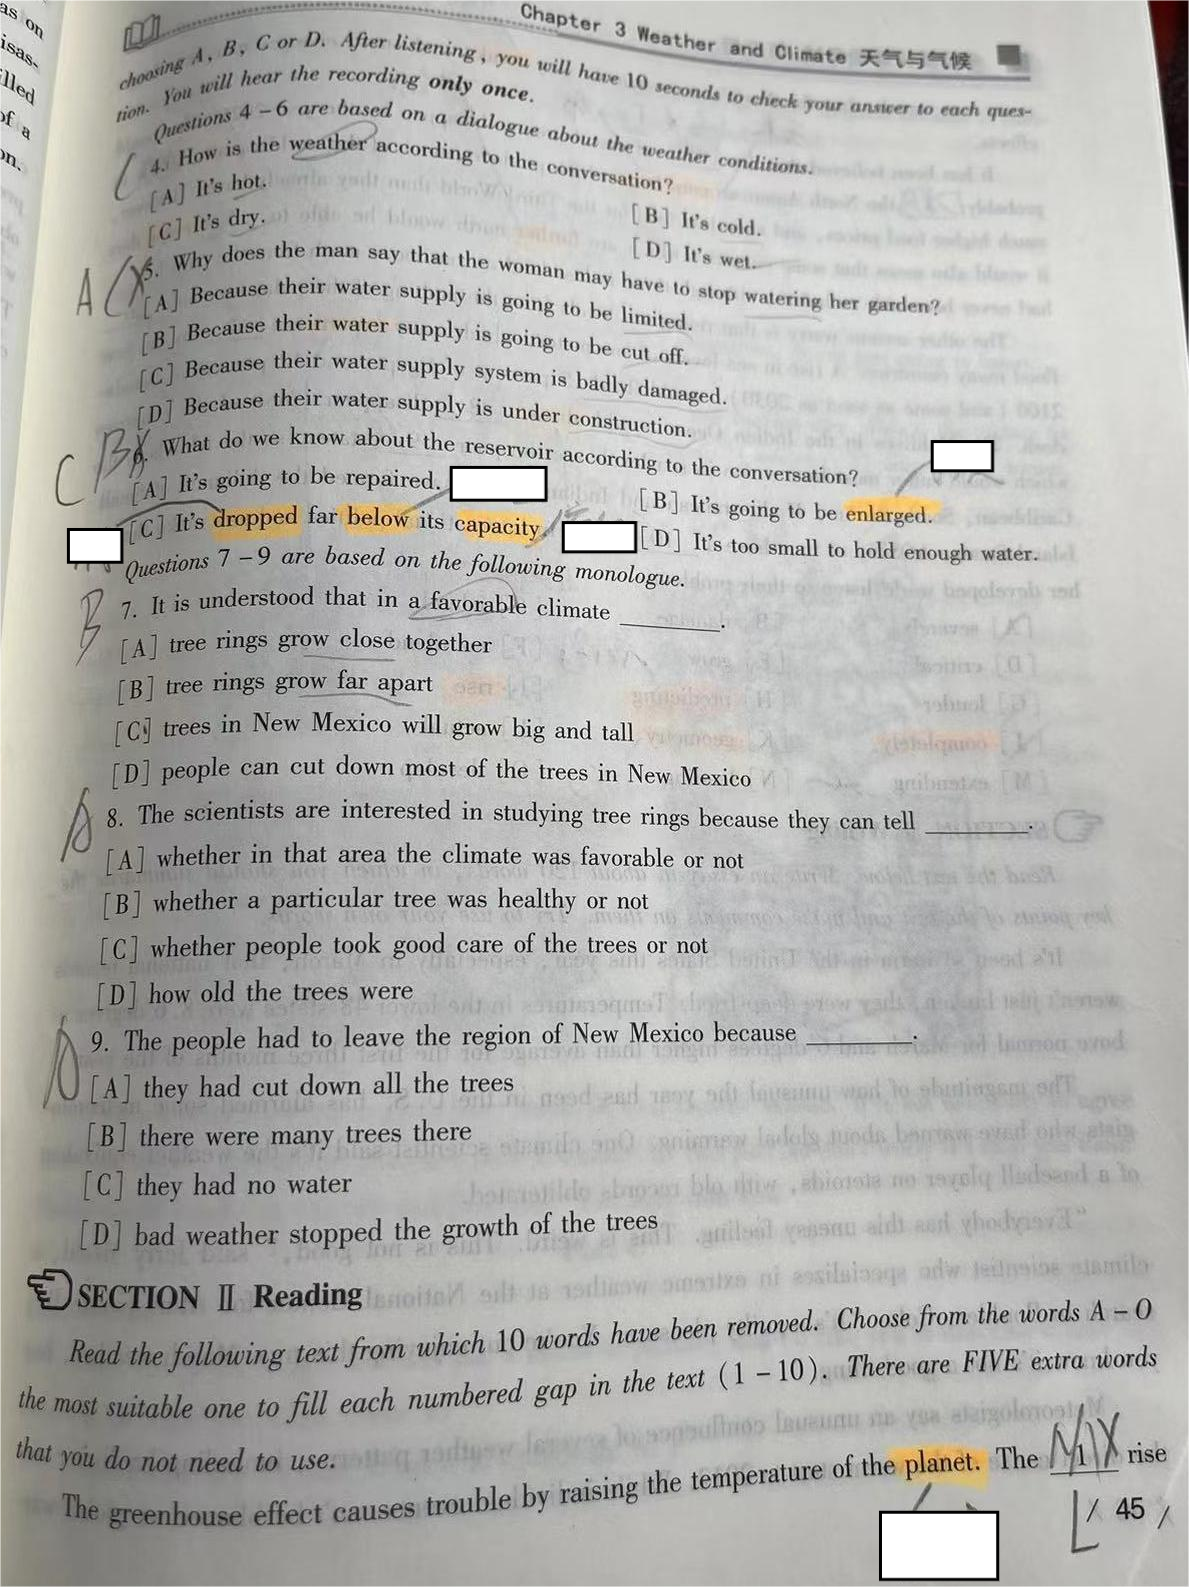 as on
isas-
illed
of a
on.
Chapter 3 Weather and Climate 天气与气候
choosing A, B, C or D. After listening, you will have 10 seconds to check your answer to each ques-
tion. You will hear the recording only once.
Questions 4 – 6 are based on a dialogue about the weather conditions.
C 4. How is the weather according to the conversation?
[A] It's hot.
[B] It's cold.
[C] It's dry.
[D] It's wet.
A 5. Why does the man say that the woman may have to stop watering her garden?
[A] Because their water supply is going to be limited.
[B] Because their water supply is going to be cut off.
[C] Because their water supply system is badly damaged.
[D] Because their water supply is under construction.
C B 6. What do we know about the reservoir according to the conversation?
[A] It's going to be repaired.
[B] It's going to be enlarged.
[C] It's dropped far below its capacity
[D] It's too small to hold enough water.
Questions 7 – 9 are based on the following monologue.
B 7. It is understood that in a favorable climate ________.
[A] tree rings grow close together
[B] tree rings grow far apart
[C] trees in New Mexico will grow big and tall
[D] people can cut down most of the trees in New Mexico
8. The scientists are interested in studying tree rings because they can tell ________.
[A] whether in that area the climate was favorable or not
[B] whether a particular tree was healthy or not
[C] whether people took good care of the trees or not
[D] how old the trees were
9. The people had to leave the region of New Mexico because ________.
[A] they had cut down all the trees
[B] there were many trees there
[C] they had no water
[D] bad weather stopped the growth of the trees
SECTION II Reading
Read the following text from which 10 words have been removed. Choose from the words A – O
the most suitable one to fill each numbered gap in the text (1 – 10). There are FIVE extra words
that you do not need to use.
The greenhouse effect causes trouble by raising the temperature of the planet. The 1 rise
L
/ 45 /